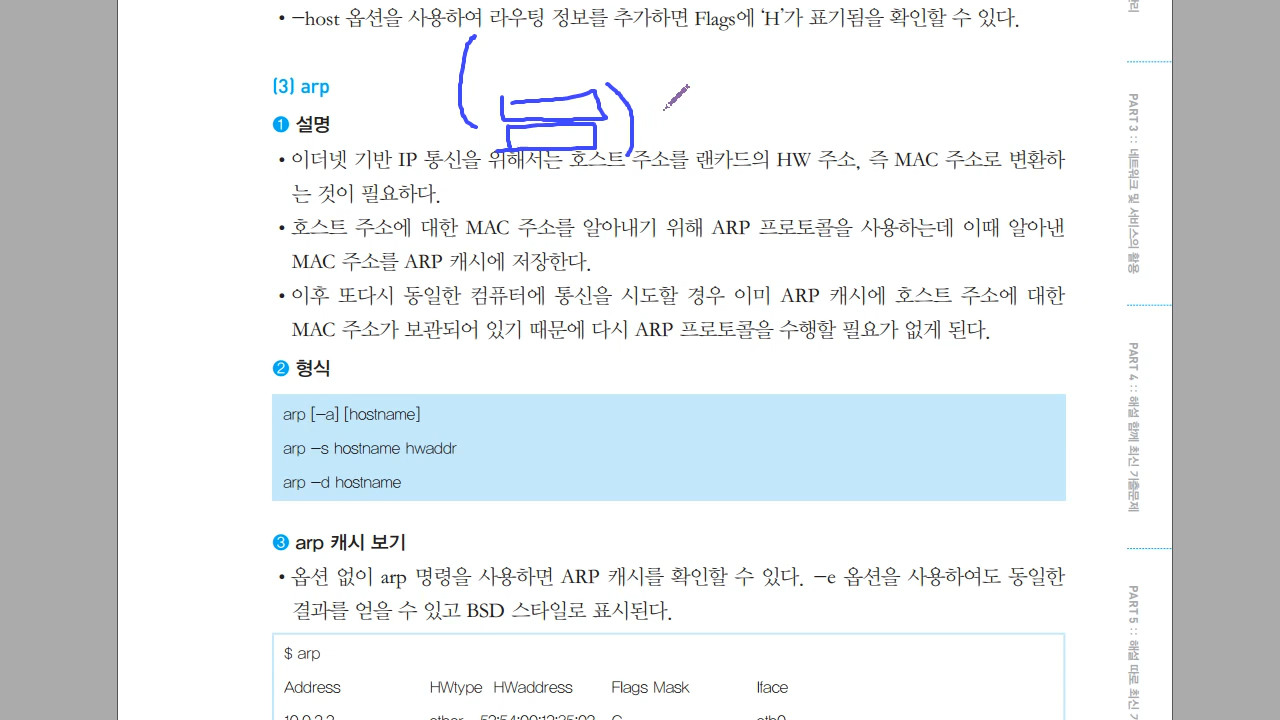 • –host 옵션을 사용하여 라우팅 정보를 추가하면 Flags에 ‘H’가 표기됨을 확인할 수 있다.
(3) arp
❶ 설명
• 이더넷 기반 IP 통신을 위해서는 호스트 주소를 랜카드의 HW 주소, 즉 MAC 주소로 변환하
는 것이 필요하다.
• 호스트 주소에 대한 MAC 주소를 알아내기 위해 ARP 프로토콜을 사용하는데 이때 알아낸
MAC 주소를 ARP 캐시에 저장한다.
• 이후 또다시 동일한 컴퓨터에 통신을 시도할 경우 이미 ARP 캐시에 호스트 주소에 대한
MAC 주소가 보관되어 있기 때문에 다시 ARP 프로토콜을 수행할 필요가 없게 된다.
❷ 형식
arp [–a] [hostname]
arp –s hostname hwaddr
arp –d hostname
❸ arp 캐시 보기
• 옵션 없이 arp 명령을 사용하면 ARP 캐시를 확인할 수 있다. –e 옵션을 사용하여도 동일한
결과를 얻을 수 있고 BSD 스타일로 표시된다.
$ arp
Address HWtype HWaddress Flags Mask Iface
PART 3 :: 네트워크 및 서비스의 활용
PART 4 :: 해설 함께 최신 기출문제
PART 5 :: 해설 따로 최신 기